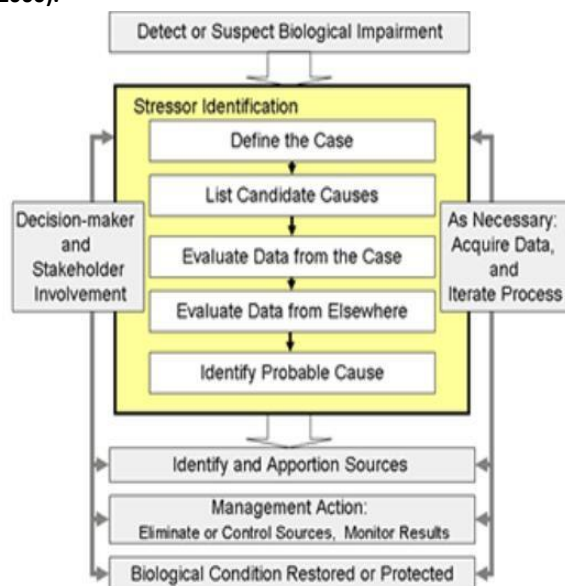 Detect or Suspect Biological Impairment
Stressor Identification
Define the Case
List Candidate Causes
Evaluate Data from the Case
Evaluate Data from Elsewhere
Identify Probable Cause
Decision-maker
and
Stakeholder
Involvement
As Necessary:
Acquire Data,
and
Iterate Process
Identify and Apportion Sources
Management Action:
Eliminate or Control Sources, Monitor Results
Biological Condition Restored or Protected